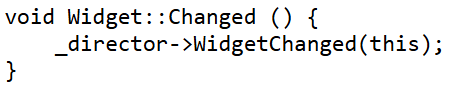 void Widget::Changed () {
    _director->WidgetChanged(this);
}